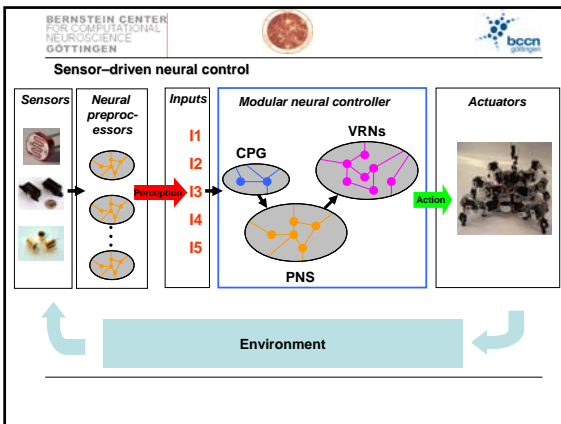 BERNSTEIN CENTER
FOR COMPUTATIONAL
NEUROSCIENCE
GÖTTINGEN
bccn
göttingen
Sensor–driven neural control
Sensors
Neural
preproc-
essors
Inputs
Modular neural controller
Actuators
I1
I2
I3
I4
I5
Perception
CPG
VRNs
PNS
Action
Environment